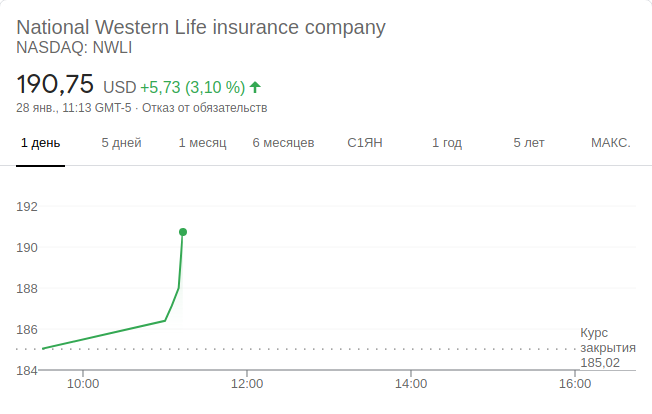 National Western Life insurance company
NASDAQ: NWLI
190,75 USD +5,73 (3,10 %)
28 янв., 11:13 GMT-5 · Отказ от обязательств
1 день 5 дней 1 месяц 6 месяцев С1ЯН 1 год 5 лет МАКС.
192
190
188
186
184
Курс
закрытия
185,02
10:00 12:00 14:00 16:00